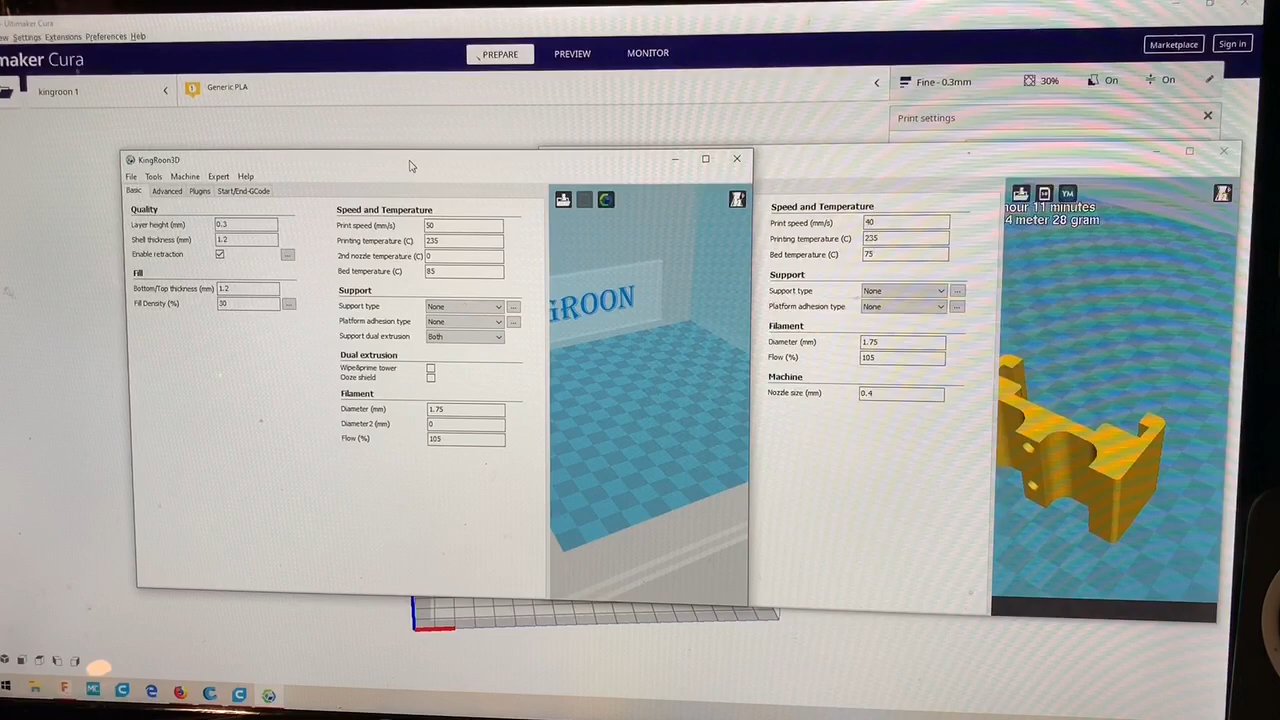 Ultimaker Cura
Settings Extensions Preferences Help
maker Cura
PREPARE
PREVIEW
MONITOR
Marketplace
Sign in
kingroon 1
Generic PLA
Fine - 0.3mm
30%
On
On
Print settings
KingRoon3D
File Tools Machine Expert Help
Basic Advanced Plugins Start/End-GCode
Quality
Layer height (mm) 0.3
Shell thickness (mm) 1.2
Enable retraction
Fill
Bottom/Top thickness (mm) 1.2
Fill Density (%) 30
Speed and Temperature
Print speed (mm/s) 50
Printing temperature (C) 235
2nd nozzle temperature (C) 0
Bed temperature (C) 85
Support
Support type None
Platform adhesion type None
Support dual extrusion Both
Dual extrusion
Wipe&prime tower
Ooze shield
Filament
Diameter (mm) 1.75
Diameter2 (mm) 0
Flow (%) 105
GROON
Speed and Temperature
Print speed (mm/s) 40
Printing temperature (C) 235
Bed temperature (C) 75
Support
Support type None
Platform adhesion type None
Filament
Diameter (mm) 1.75
Flow (%) 105
Machine
Nozzle size (mm) 0.4
YM
hour 11 minutes
4 meter 28 gram